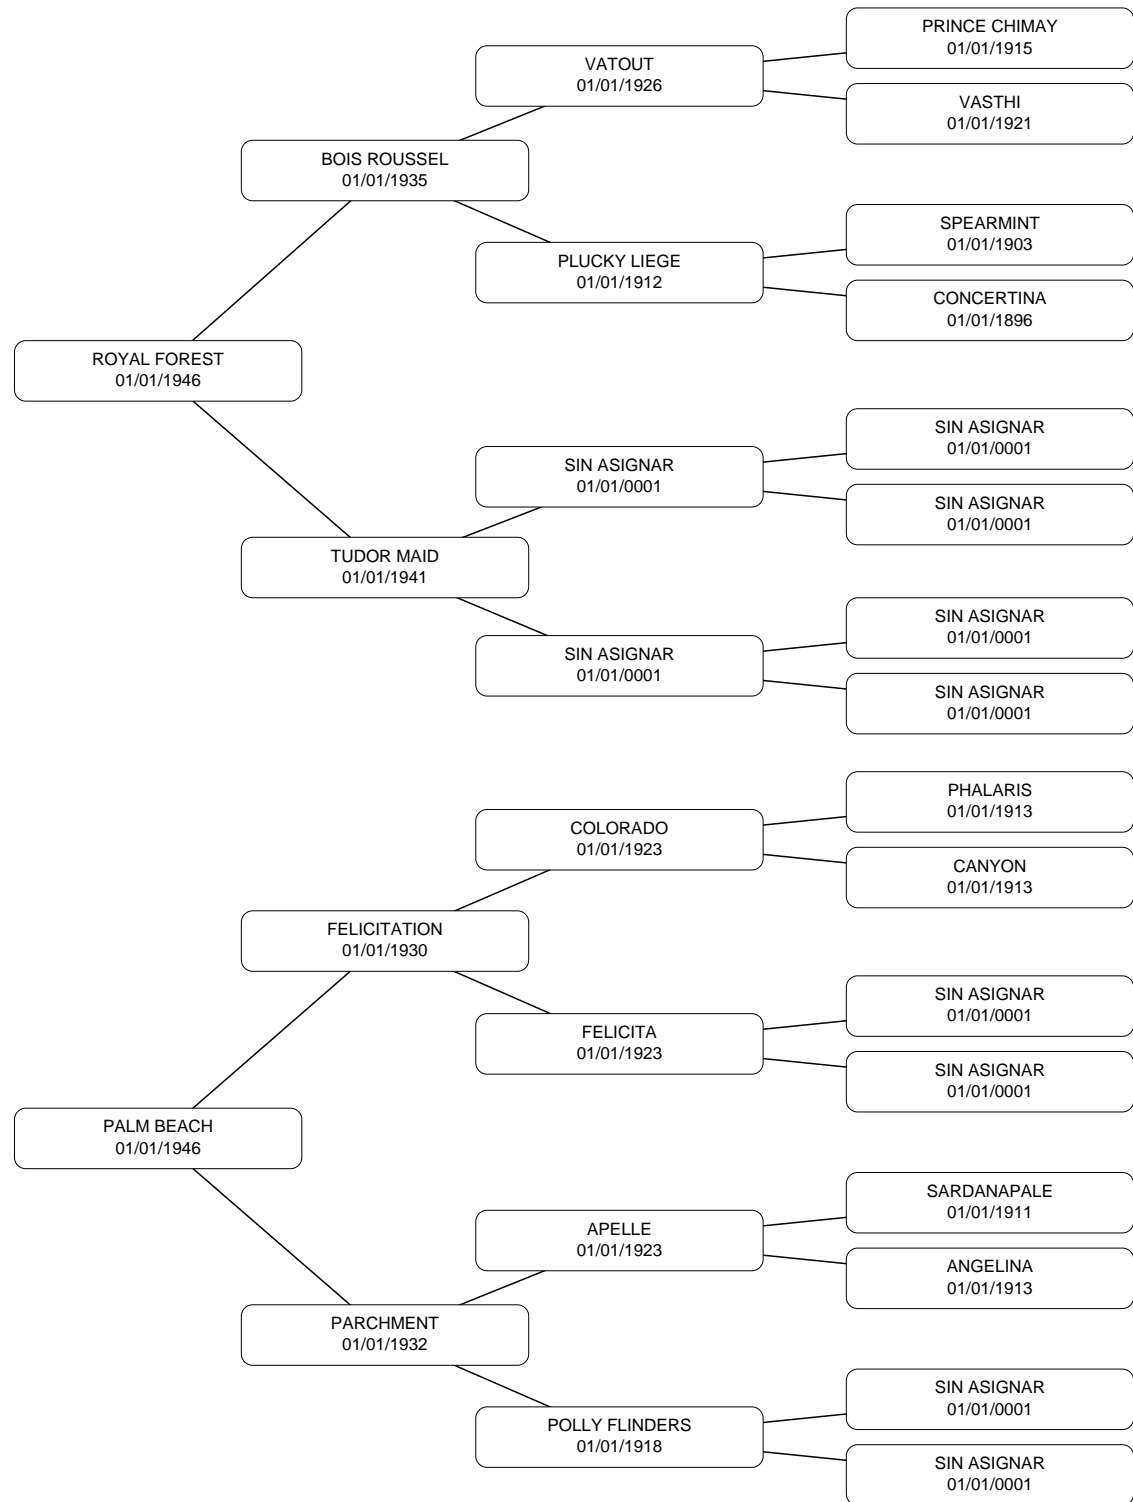 PRINCE CHIMAY
01/01/1915
VATOUT
01/01/1926
VASTHI
01/01/1921
BOIS ROUSSEL
01/01/1935
SPEARMINT
01/01/1903
PLUCKY LIEGE
01/01/1912
CONCERTINA
01/01/1896
ROYAL FOREST
01/01/1946
SIN ASIGNAR
01/01/0001
SIN ASIGNAR
01/01/0001
SIN ASIGNAR
01/01/0001
TUDOR MAID
01/01/1941
SIN ASIGNAR
01/01/0001
SIN ASIGNAR
01/01/0001
SIN ASIGNAR
01/01/0001
PHALARIS
01/01/1913
COLORADO
01/01/1923
CANYON
01/01/1913
FELICITATION
01/01/1930
SIN ASIGNAR
01/01/0001
FELICITA
01/01/1923
SIN ASIGNAR
01/01/0001
PALM BEACH
01/01/1946
SARDANAPALE
01/01/1911
APELLE
01/01/1923
ANGELINA
01/01/1913
PARCHMENT
01/01/1932
SIN ASIGNAR
01/01/0001
POLLY FLINDERS
01/01/1918
SIN ASIGNAR
01/01/0001